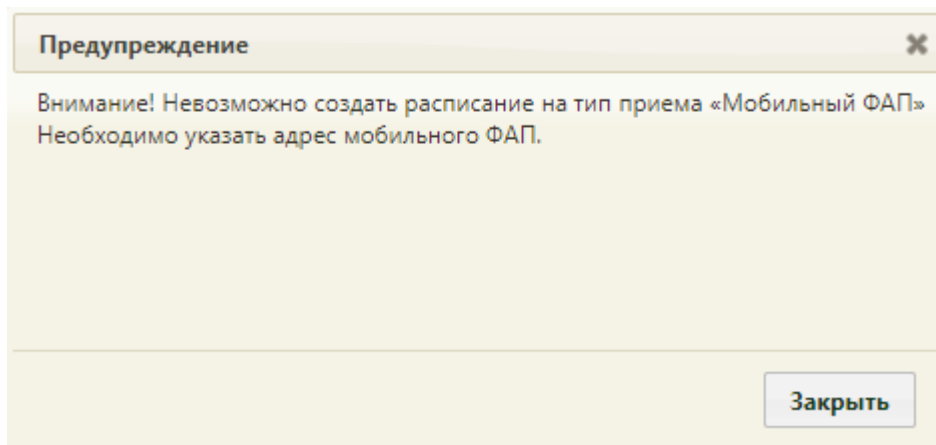 Предупреждение
Внимание! Невозможно создать расписание на тип приема «Мобильный ФАП»
Необходимо указать адрес мобильного ФАП.
Закрыть